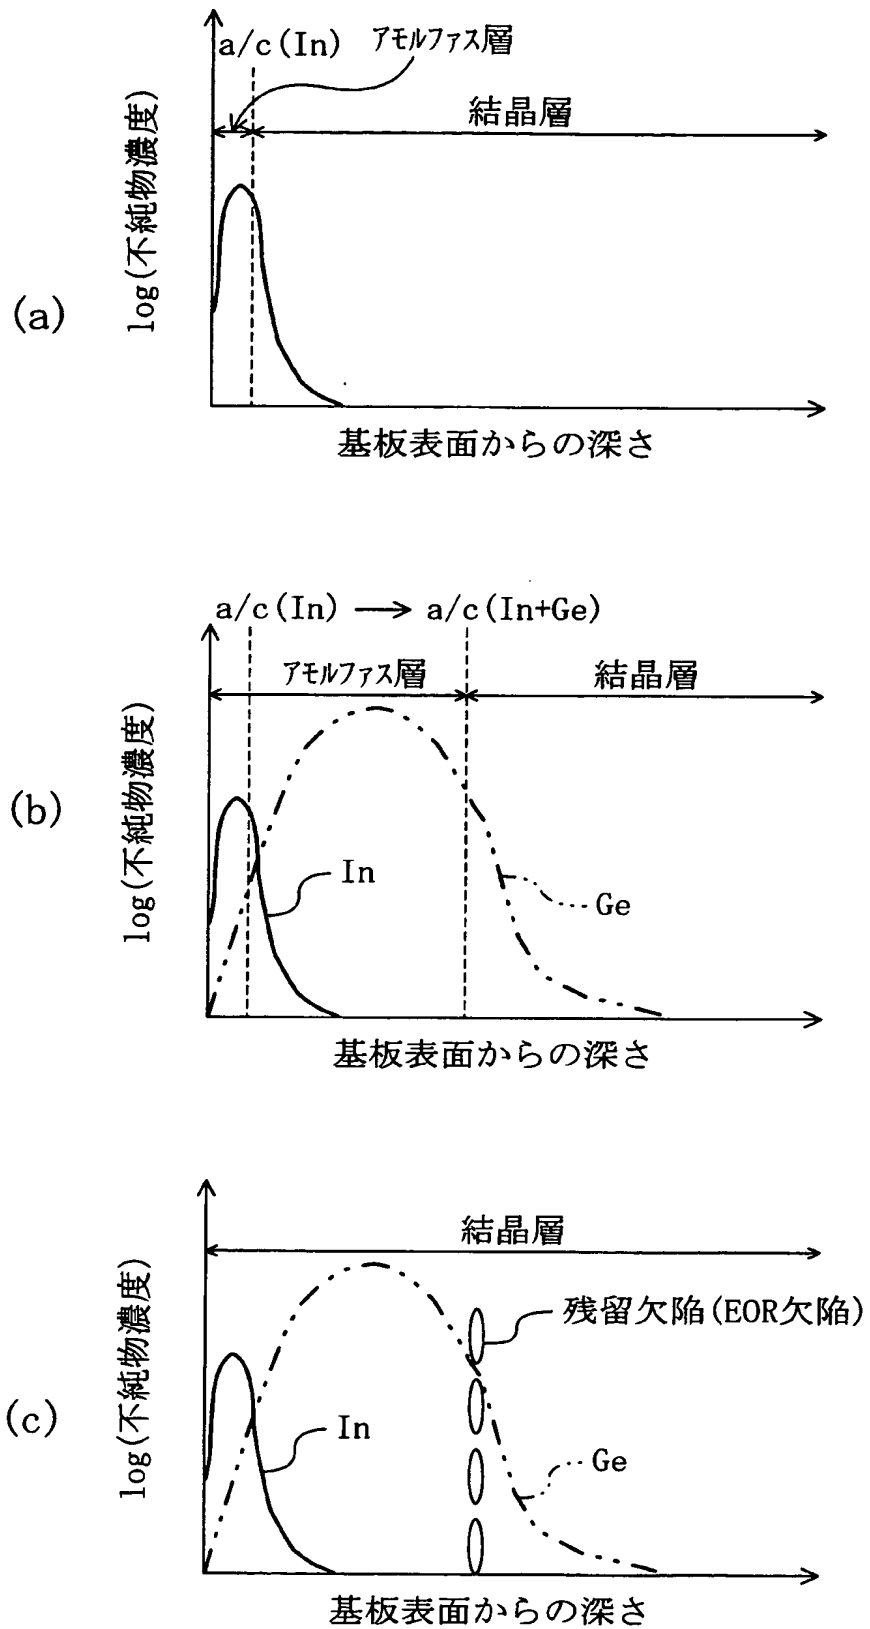 a/c(In) アモルファス層
結晶層
log(不純物濃度)
(a)
基板表面からの深さ
a/c(In) → a/c(In+Ge)
アモルファス層 結晶層
log(不純物濃度)
(b)
In
Ge
基板表面からの深さ
結晶層
残留欠陥(EOR欠陥)
log(不純物濃度)
(c)
In
Ge
基板表面からの深さ